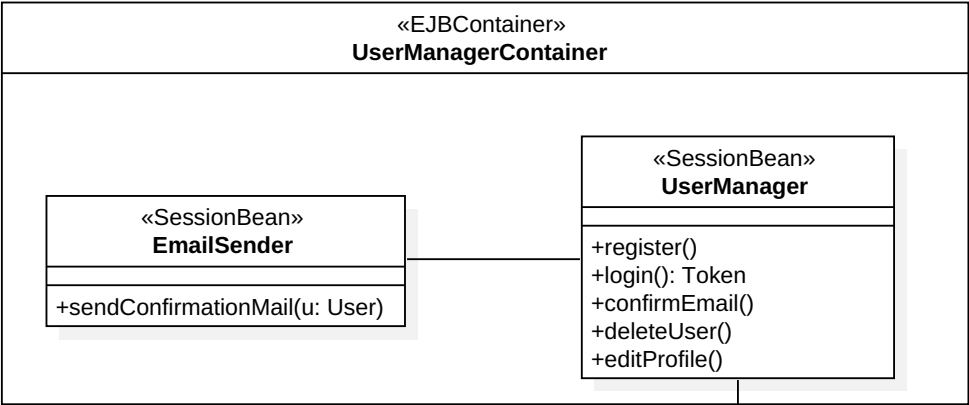 «EJBContainer»
UserManagerContainer
«SessionBean»
EmailSender
+sendConfirmationMail(u: User)
«SessionBean»
UserManager
+register()
+login(): Token
+confirmEmail()
+deleteUser()
+editProfile()